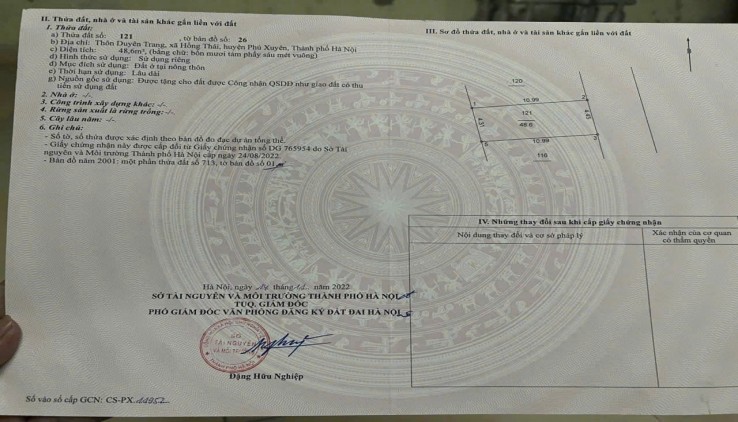 II. Thửa đất, nhà ở và tài sản khác gắn liền với đất
1. Thửa đất:
a) Thửa đất số: 121 , tờ bản đồ số: 26
b) Địa chỉ: Thôn Duyên Trang, xã Hồng Thái, huyện Phú Xuyên, Thành phố Hà Nội
c) Diện tích: 48,6m², (bằng chữ: bốn mươi tám phẩy sáu mét vuông)
d) Hình thức sử dụng: Sử dụng riêng
đ) Mục đích sử dụng: Đất ở tại nông thôn
e) Thời hạn sử dụng: Lâu dài
g) Nguồn gốc sử dụng: Được tặng cho đất được Công nhận QSDĐ như giao đất có thu
tiền sử dụng đất
2. Nhà ở: -/-
3. Công trình xây dựng khác: -/-
4. Rừng sản xuất là rừng trồng: -/-
5. Cây lâu năm: -/-
6. Ghi chú:
- Số tờ, số thửa được xác định theo bản đồ đo đạc dự án tổng thể.
- Giấy chứng nhận này được cấp đổi từ Giấy chứng nhận số DG 765954 do Sở Tài
nguyên và Môi trường Thành phố Hà Nội cấp ngày 24/08/2022.
- Bản đồ năm 2001: một phần thửa đất số 713, tờ bản đồ số 01
III. Sơ đồ thửa đất, nhà ở và tài sản khác gắn liền với đất
120
10.99
121
48.6
10.99
116
IV. Những thay đổi sau khi cấp giấy chứng nhận
Nội dung thay đổi và cơ sở pháp lý
Xác nhận của cơ quan
có thẩm quyền
Hà Nội, ngày tháng năm 2022
SỞ TÀI NGUYÊN VÀ MÔI TRƯỜNG THÀNH PHỐ HÀ NỘI
TUQ. GIÁM ĐỐC
PHÓ GIÁM ĐỐC VĂN PHÒNG ĐĂNG KÝ ĐẤT ĐAI HÀ NỘI
SỞ
TÀI NGUYÊN
VÀ MÔI TRƯỜNG
Đặng Hữu Nghiệp
Số vào sổ cấp GCN: CS-PX